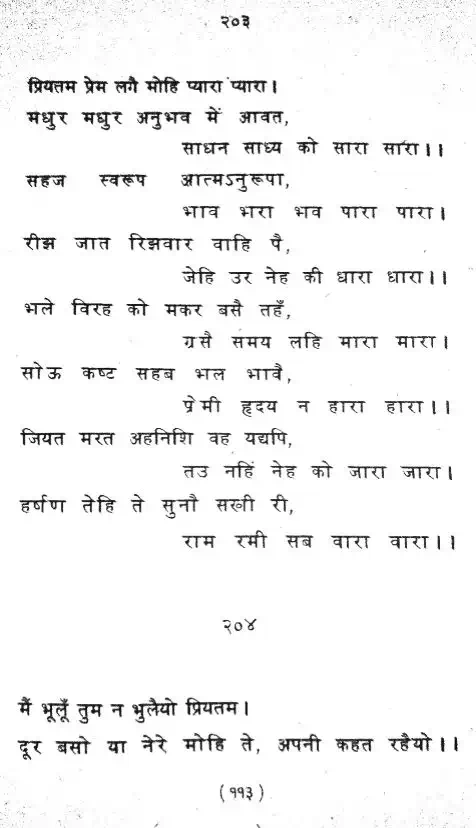 २०३
प्रियतम प्रेम लगै मोहि प्यारा प्यारा।
मधुर मधुर अनुभव में आवत,
साधन साध्य को सारा सारा।।
सहज स्वरूप आत्मऽनुरूपा,
भाव भरा भव पारा पारा।
रीझ जात रिझवार वाहि पै,
जेहि उर नेह की धारा धारा।।
भले विरह को मकर बसै तहँ,
ग्रसै समय लहि मारा मारा।
सोऊ कष्ट सहब भल भावै,
प्रेमी हृदय न हारा हारा।।
जियत मरत अहनिशि वह यद्यपि,
तउ नहिं नेह को जारा जारा।
हर्षण तेहि ते सुनौ सखी री,
राम रमी सब वारा वारा।।
२०४
मैं भूलूँ तुम न भुलैयो प्रियतम।
दूर बसो या नेरे मोहि ते, अपनी कहत रहैयो।।
(११३)